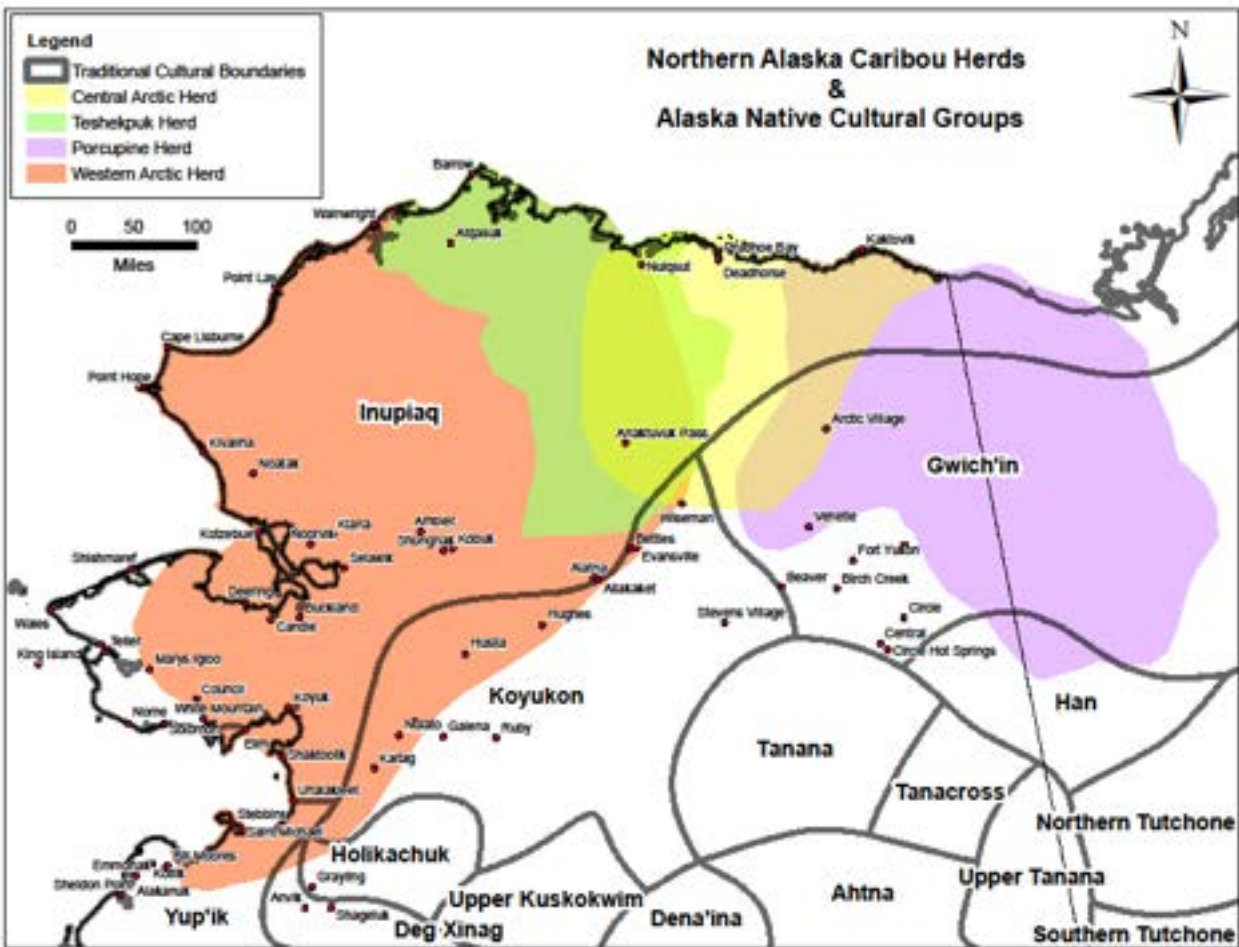 Legend
Traditional Cultural Boundaries
Central Arctic Herd
Teshekpuk Herd
Porcupine Herd
Western Arctic Herd
Northern Alaska Caribou Herds
&
Alaska Native Cultural Groups
N
0 50 100
Miles
Barrow
Wainwright
Atqasuk
Prudhoe Bay
Kaktovik
Nuiqsut
Deadhorse
Point Lay
Cape Lisburne
Point Hope
Inupiaq
Anaktuvuk Pass
Arctic Village
Kivalina
Gwich'in
Noatak
Wiseman
Kotzebue
Noorvik
Kiana
Ambler
Shungnak
Kobuk
Bettles
Evansville
Venetie
Shishmaref
Selawik
Fort Yukon
Alatna
Allakaket
Beaver
Birch Creek
Deering
Buckland
Candle
Wales
Hughes
Stevens Village
Circle
Teller
Central
Circle Hot Springs
King Island
Marys Igloo
Huslia
Council
Koyuk
Koyukon
Han
White Mountain
Nome
Solomon
Nulato
Galena
Ruby
Elim
Shaktoolik
Tanana
Kaltag
Tanacross
Unalakleet
Stebbins
Saint Michael
Northern Tutchone
Holikachuk
Emmonak
Kotlik
Bill Moores
Sheldon Point
Alakanuk
Grayling
Upper Tanana
Upper Kuskokwim
Ahtna
Anvik
Shageluk
Yup'ik
Deg Xinag
Dena'ina
Southern Tutchone